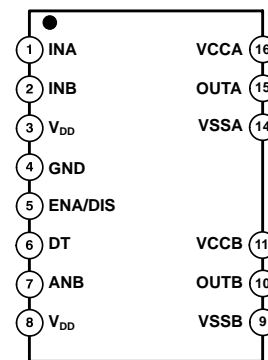 1 INA
2 INB
3 VDD
4 GND
5 ENA/DIS
6 DT
7 ANB
8 VDD
VCCA 16
OUTA 15
VSSA 14
VCCB 11
OUTB 10
VSSB 9